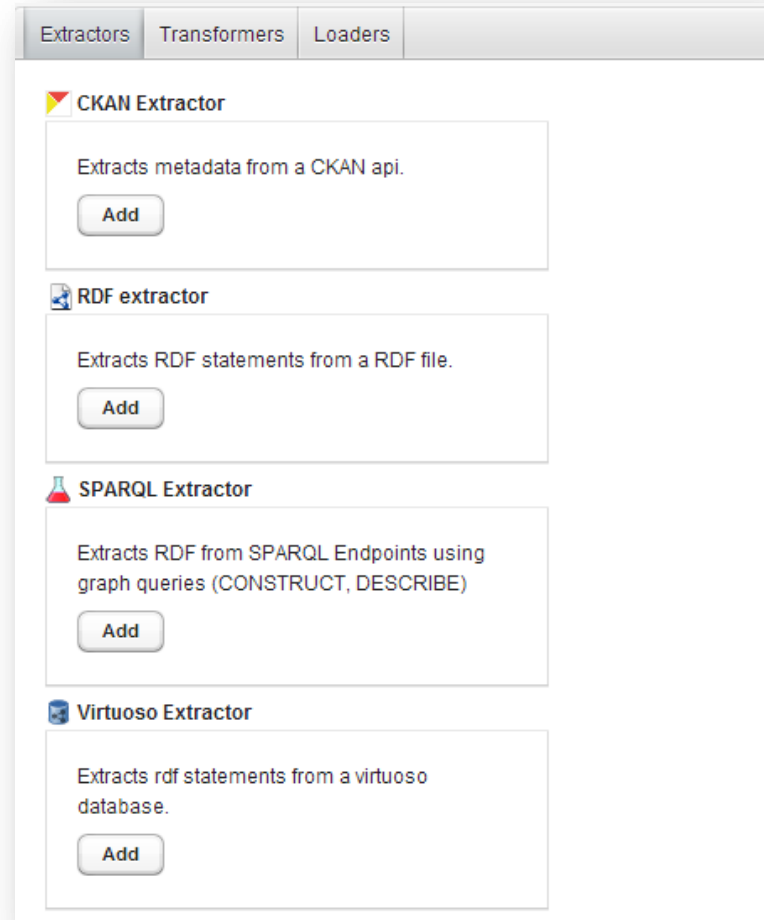 Extractors Transformers Loaders
CKAN Extractor
Extracts metadata from a CKAN api.
Add
RDF extractor
Extracts RDF statements from a RDF file.
Add
SPARQL Extractor
Extracts RDF from SPARQL Endpoints using
graph queries (CONSTRUCT, DESCRIBE)
Add
Virtuoso Extractor
Extracts rdf statements from a virtuoso
database.
Add